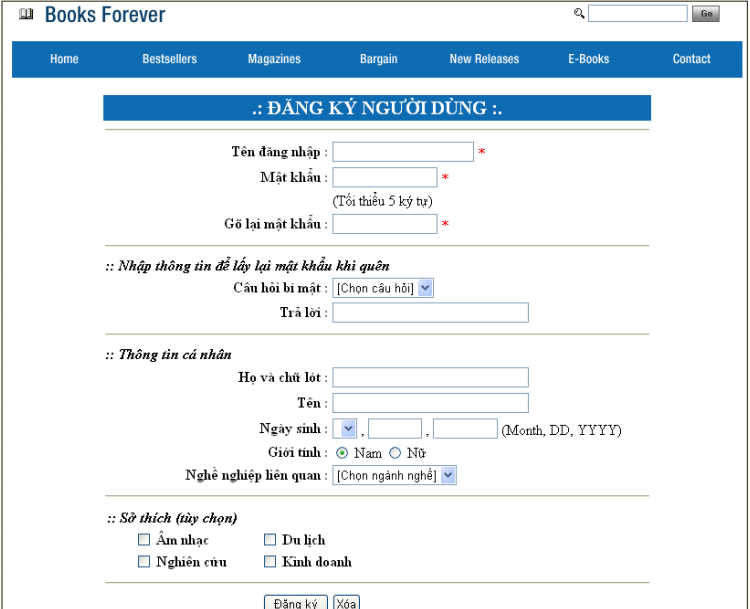 Books Forever Go
Home Bestsellers Magazines Bargain New Releases E-Books Contact
.: ĐĂNG KÝ NGƯỜI DÙNG :.
Tên đăng nhập : *
Mật khẩu : *
(Tối thiểu 5 ký tự)
Gõ lại mật khẩu : *
:: Nhập thông tin để lấy lại mật khẩu khi quên
Câu hỏi bí mật : [Chọn câu hỏi]
Trả lời :
:: Thông tin cá nhân
Họ và chữ lót :
Tên :
Ngày sinh : , , (Month, DD, YYYY)
Giới tính : Nam Nữ
Nghề nghiệp liên quan : [Chọn ngành nghề]
:: Sở thích (tùy chọn)
Âm nhạc Du lịch
Nghiên cứu Kinh doanh
Đăng ký Xóa